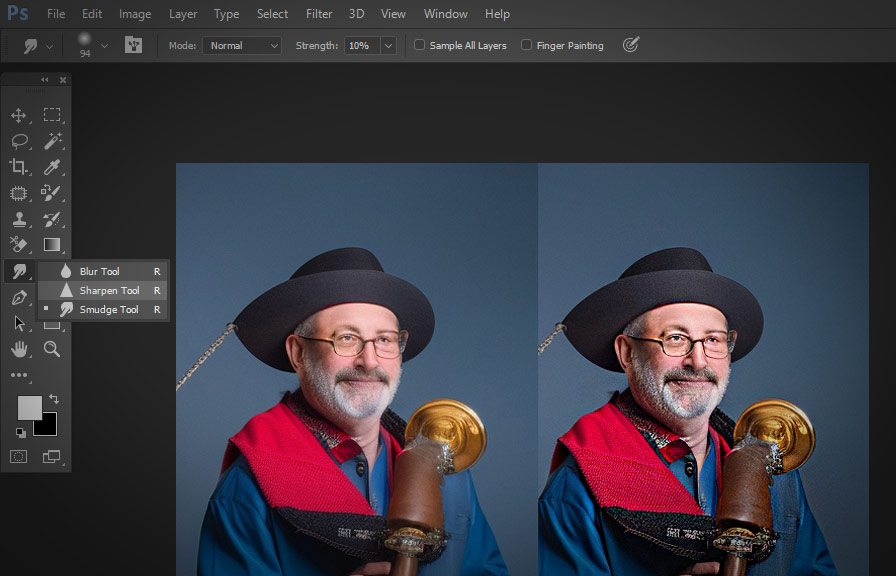 Ps File Edit Image Layer Type Select Filter 3D View Window Help
94 Mode: Normal Strength: 10% Sample All Layers Finger Painting
Blur Tool R
Sharpen Tool R
Smudge Tool R